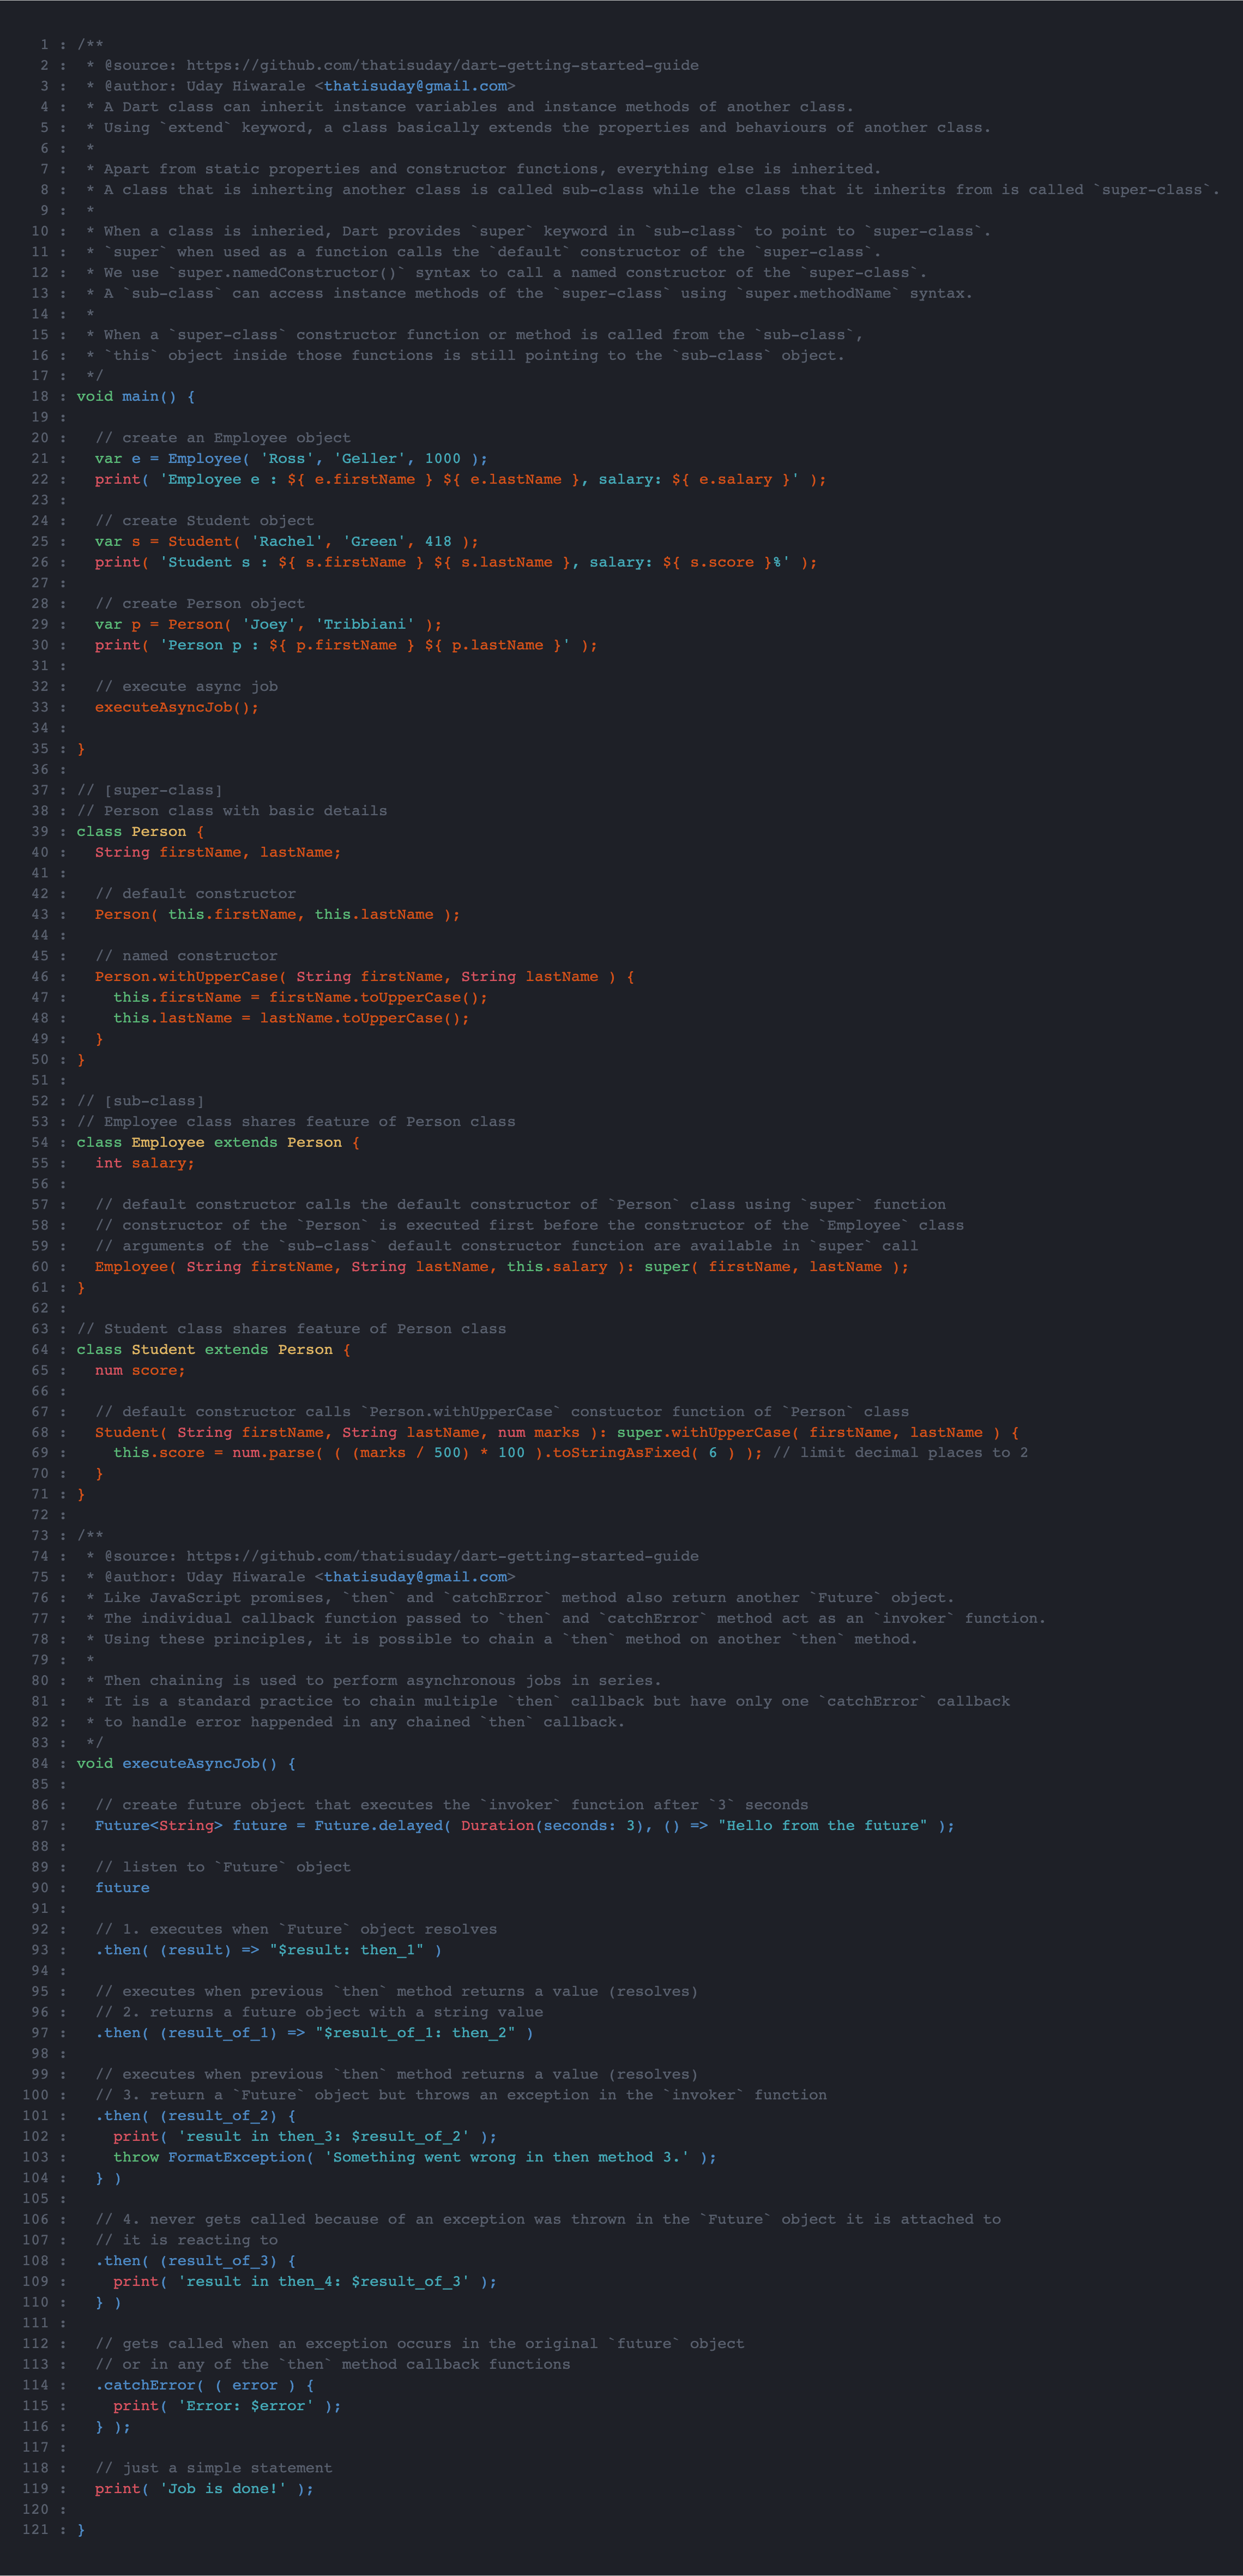 1 : /**
2 :  * @source: https://github.com/thatisuday/dart-getting-started-guide
3 :  * @author: Uday Hiwarale <thatisuday@gmail.com>
4 :  * A Dart class can inherit instance variables and instance methods of another class.
5 :  * Using `extend` keyword, a class basically extends the properties and behaviours of another class.
6 :  *
7 :  * Apart from static properties and constructor functions, everything else is inherited.
8 :  * A class that is inherting another class is called sub-class while the class that it inherits from is called `super-class`.
9 :  *
10 :  * When a class is inheried, Dart provides `super` keyword in `sub-class` to point to `super-class`.
11 :  * `super` when used as a function calls the `default` constructor of the `super-class`.
12 :  * We use `super.namedConstructor()` syntax to call a named constructor of the `super-class`.
13 :  * A `sub-class` can access instance methods of the `super-class` using `super.methodName` syntax.
14 :  *
15 :  * When a `super-class` constructor function or method is called from the `sub-class`,
16 :  * `this` object inside those functions is still pointing to the `sub-class` object.
17 :  */
18 : void main() {
19 :
20 :   // create an Employee object
21 :   var e = Employee( 'Ross', 'Geller', 1000 );
22 :   print( 'Employee e : ${ e.firstName } ${ e.lastName }, salary: ${ e.salary }' );
23 :
24 :   // create Student object
25 :   var s = Student( 'Rachel', 'Green', 418 );
26 :   print( 'Student s : ${ s.firstName } ${ s.lastName }, salary: ${ s.score }%' );
27 :
28 :   // create Person object
29 :   var p = Person( 'Joey', 'Tribbiani' );
30 :   print( 'Person p : ${ p.firstName } ${ p.lastName }' );
31 :
32 :   // execute async job
33 :   executeAsyncJob();
34 :
35 : }
36 :
37 : // [super-class]
38 : // Person class with basic details
39 : class Person {
40 :   String firstName, lastName;
41 :
42 :   // default constructor
43 :   Person( this.firstName, this.lastName );
44 :
45 :   // named constructor
46 :   Person.withUpperCase( String firstName, String lastName ) {
47 :     this.firstName = firstName.toUpperCase();
48 :     this.lastName = lastName.toUpperCase();
49 :   }
50 : }
51 :
52 : // [sub-class]
53 : // Employee class shares feature of Person class
54 : class Employee extends Person {
55 :   int salary;
56 :
57 :   // default constructor calls the default constructor of `Person` class using `super` function
58 :   // constructor of the `Person` is executed first before the constructor of the `Employee` class
59 :   // arguments of the `sub-class` default constructor function are available in `super` call
60 :   Employee( String firstName, String lastName, this.salary ): super( firstName, lastName );
61 : }
62 :
63 : // Student class shares feature of Person class
64 : class Student extends Person {
65 :   num score;
66 :
67 :   // default constructor calls `Person.withUpperCase` constuctor function of `Person` class
68 :   Student( String firstName, String lastName, num marks ): super.withUpperCase( firstName, lastName ) {
69 :     this.score = num.parse( ( (marks / 500) * 100 ).toStringAsFixed( 6 ) ); // limit decimal places to 2
70 :   }
71 : }
72 :
73 : /**
74 :  * @source: https://github.com/thatisuday/dart-getting-started-guide
75 :  * @author: Uday Hiwarale <thatisuday@gmail.com>
76 :  * Like JavaScript promises, `then` and `catchError` method also return another `Future` object.
77 :  * The individual callback function passed to `then` and `catchError` method act as an `invoker` function.
78 :  * Using these principles, it is possible to chain a `then` method on another `then` method.
79 :  *
80 :  * Then chaining is used to perform asynchronous jobs in series.
81 :  * It is a standard practice to chain multiple `then` callback but have only one `catchError` callback
82 :  * to handle error happended in any chained `then` callback.
83 :  */
84 : void executeAsyncJob() {
85 :
86 :   // create future object that executes the `invoker` function after `3` seconds
87 :   Future<String> future = Future.delayed( Duration(seconds: 3), () => "Hello from the future" );
88 :
89 :   // listen to `Future` object
90 :   future
91 :
92 :   // 1. executes when `Future` object resolves
93 :   .then( (result) => "$result: then_1" )
94 :
95 :   // executes when previous `then` method returns a value (resolves)
96 :   // 2. returns a future object with a string value
97 :   .then( (result_of_1) => "$result_of_1: then_2" )
98 :
99 :   // executes when previous `then` method returns a value (resolves)
100 :   // 3. return a `Future` object but throws an exception in the `invoker` function
101 :   .then( (result_of_2) {
102 :     print( 'result in then_3: $result_of_2' );
103 :     throw FormatException( 'Something went wrong in then method 3.' );
104 :   } )
105 :
106 :   // 4. never gets called because of an exception was thrown in the `Future` object it is attached to
107 :   // it is reacting to
108 :   .then( (result_of_3) {
109 :     print( 'result in then_4: $result_of_3' );
110 :   } )
111 :
112 :   // gets called when an exception occurs in the original `future` object
113 :   // or in any of the `then` method callback functions
114 :   .catchError( ( error ) {
115 :     print( 'Error: $error' );
116 :   } );
117 :
118 :   // just a simple statement
119 :   print( 'Job is done!' );
120 :
121 : }